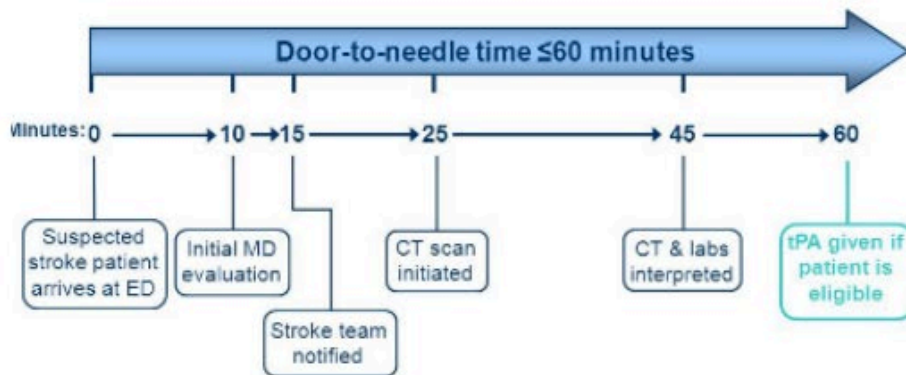 Door-to-needle time ≤60 minutes
Minutes: 0 10 15 25 45 60
Suspected
stroke patient
arrives at ED
Initial MD
evaluation
Stroke team
notified
CT scan
initiated
CT & labs
interpreted
tPA given if
patient is
eligible